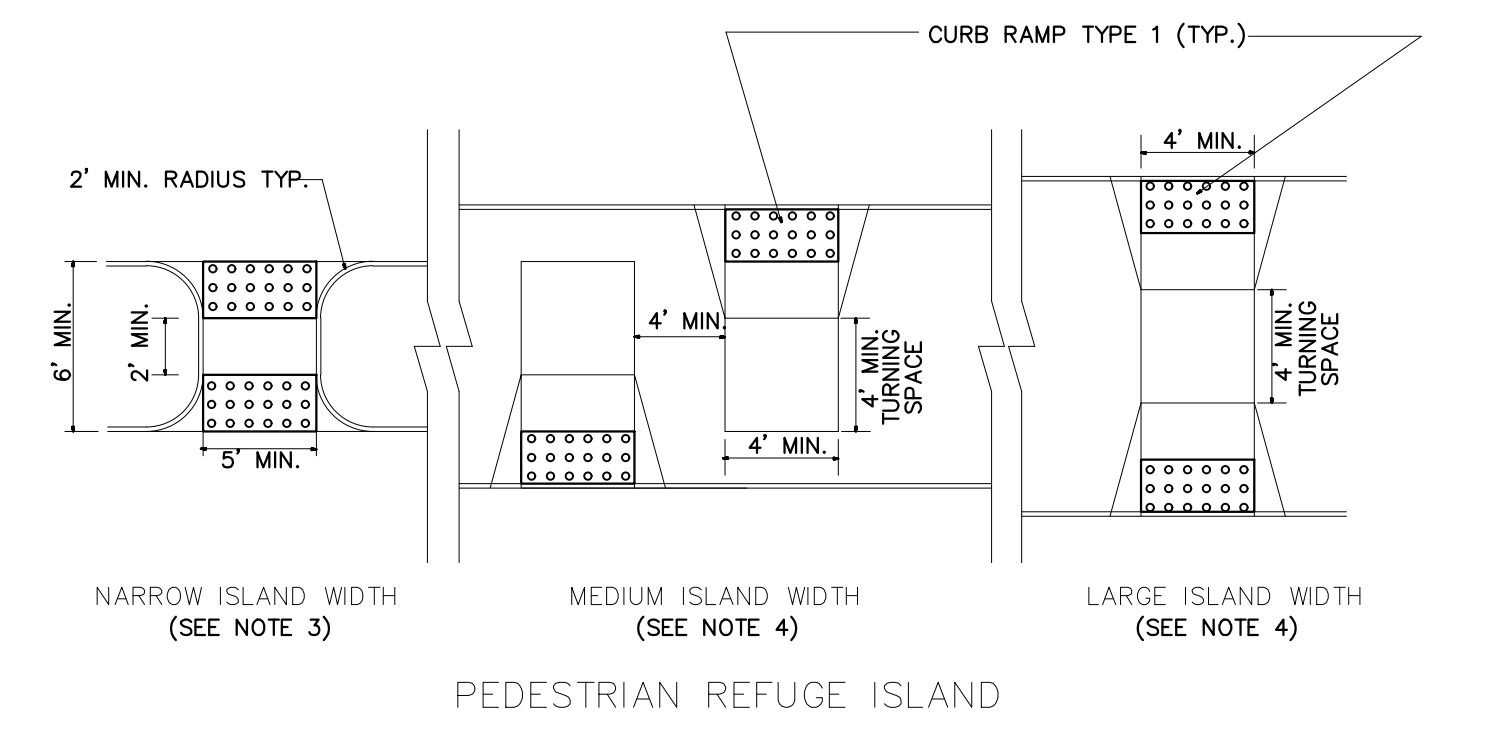 CURB RAMP TYPE 1 (TYP.)
2' MIN. RADIUS TYP.
6' MIN.
2' MIN.
5' MIN.
4' MIN.
4' MIN.
TURNING
SPACE
4' MIN.
4' MIN.
4' MIN.
TURNING
SPACE
NARROW ISLAND WIDTH
(SEE NOTE 3)
MEDIUM ISLAND WIDTH
(SEE NOTE 4)
LARGE ISLAND WIDTH
(SEE NOTE 4)
PEDESTRIAN REFUGE ISLAND